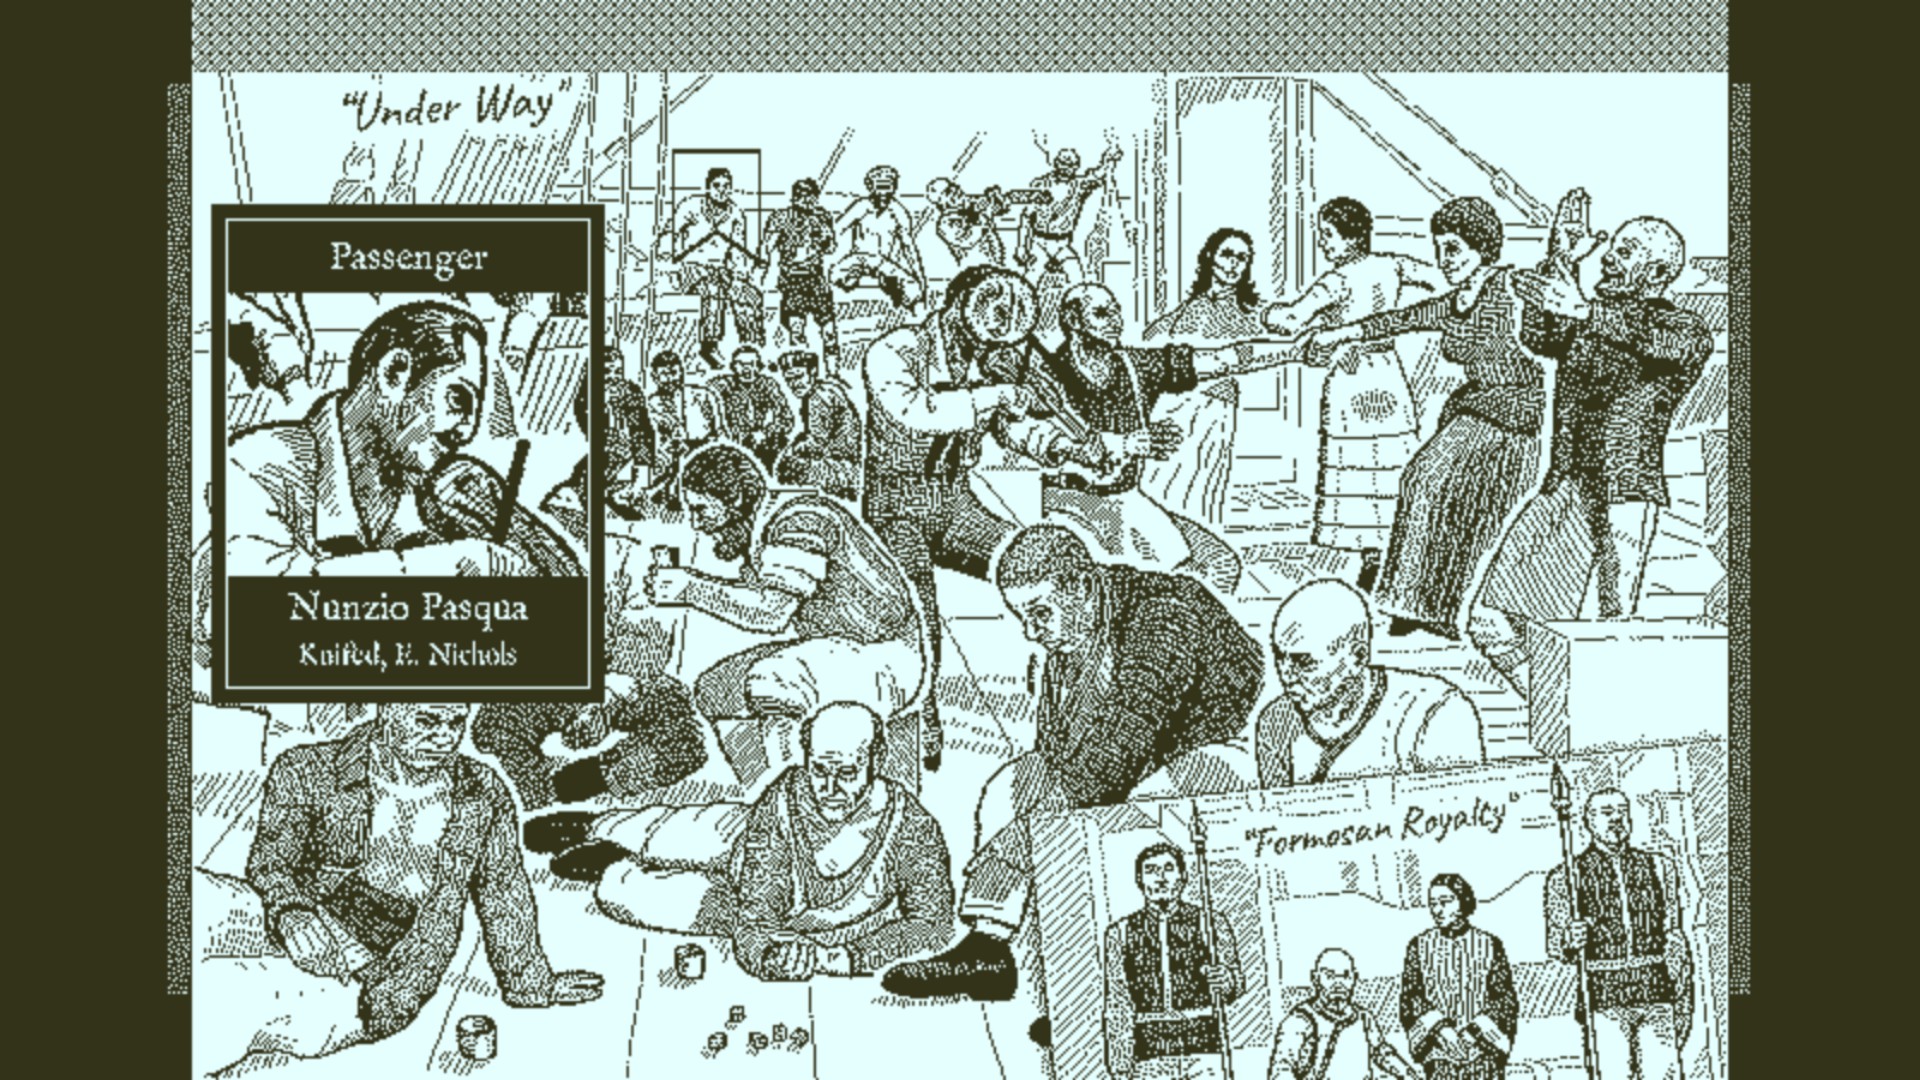 “Under Way”
Passenger
Nunzio Pasqua
Knifed, E. Nichols
“Formosan Royalty”